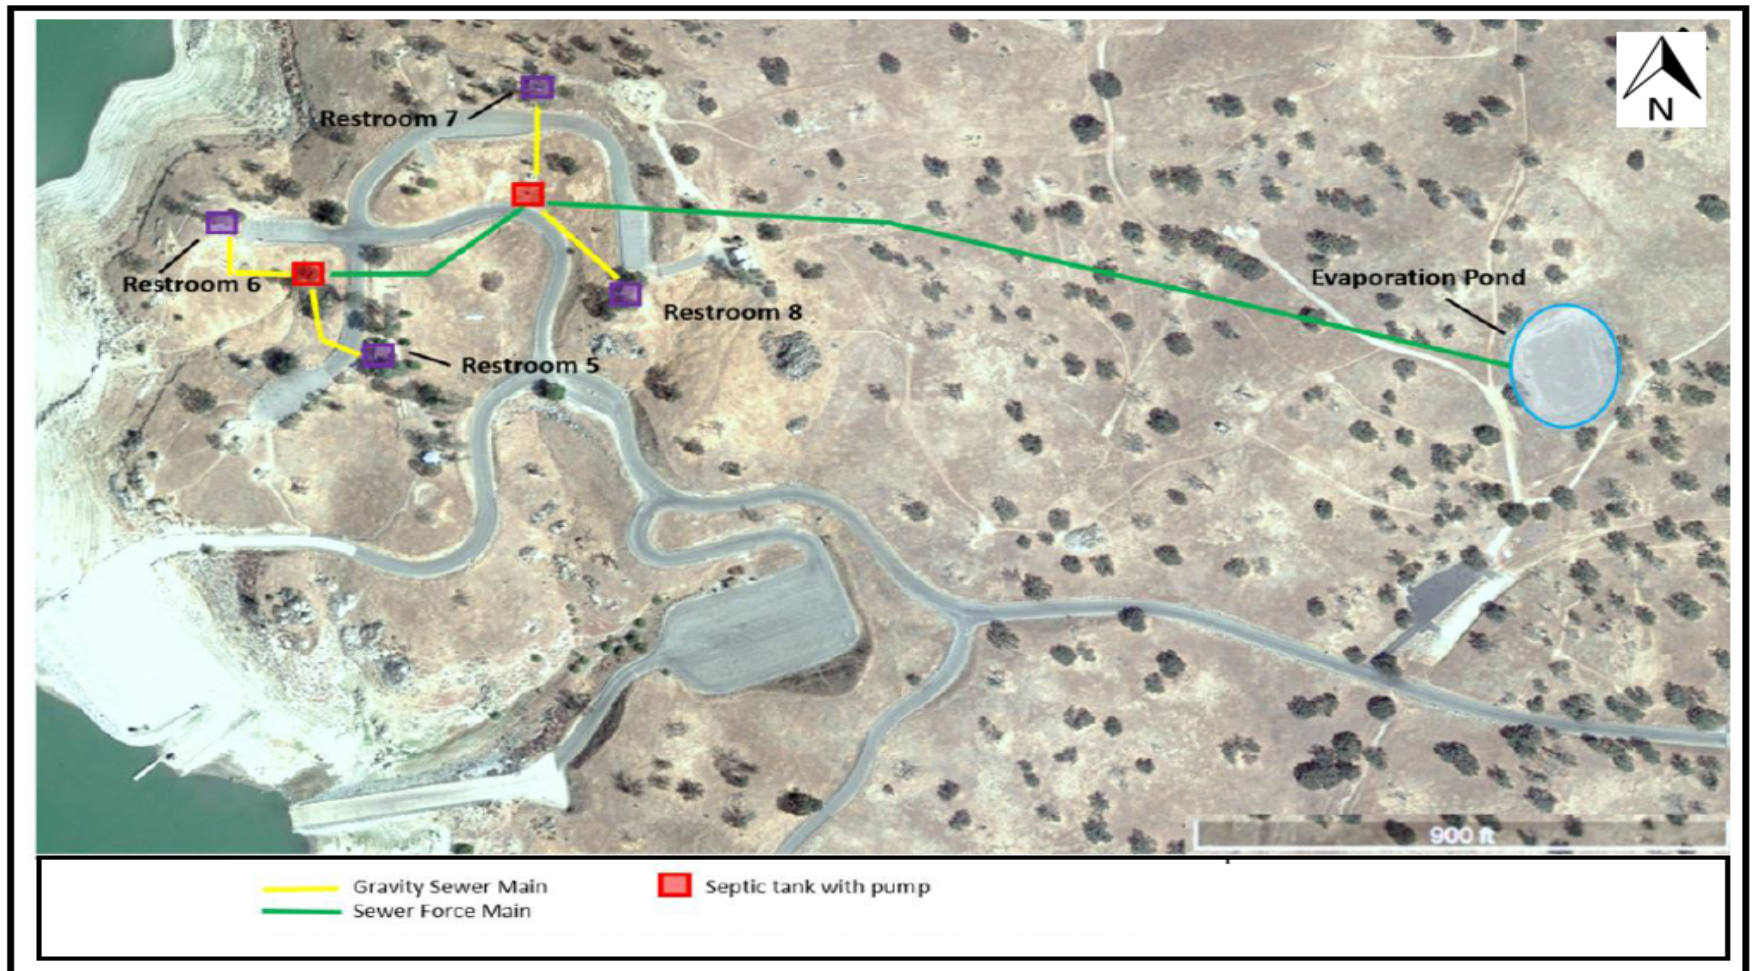 N
Restroom 7
Restroom 6
Restroom 8
Evaporation Pond
Restroom 5
900 ft
Gravity Sewer Main
Septic tank with pump
Sewer Force Main